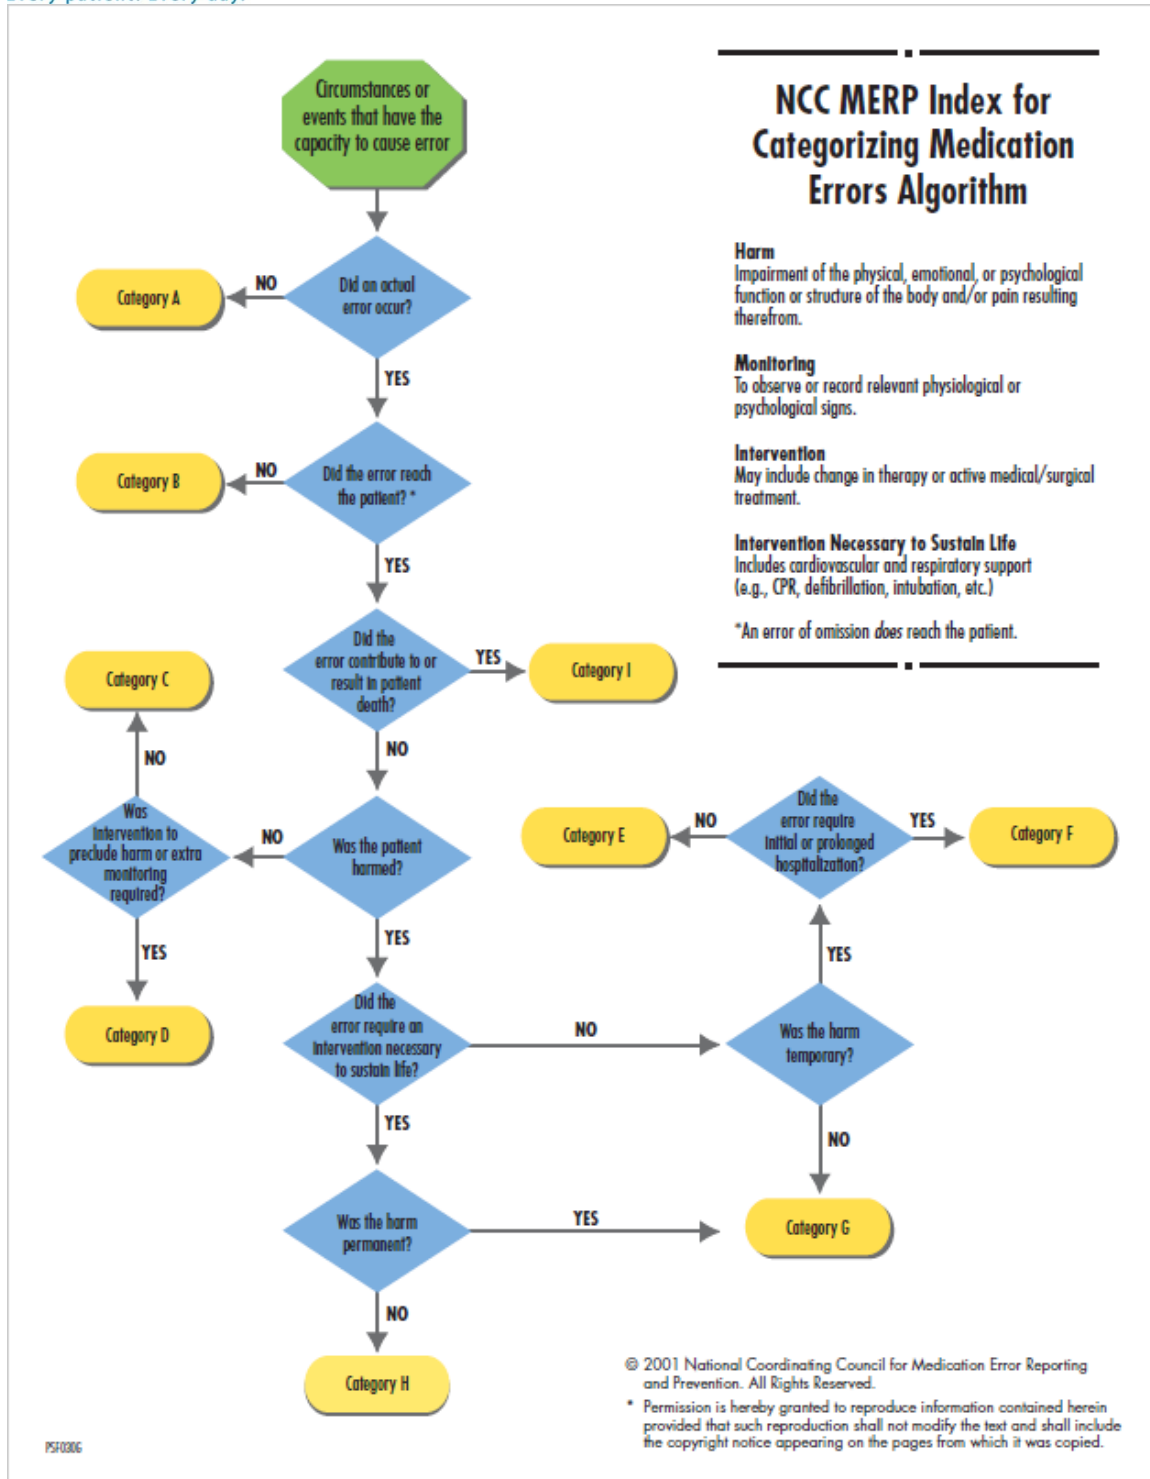 Every patient. Every day.
Circumstances or
events that have the
capacity to cause error
NCC MERP Index for
Categorizing Medication
Errors Algorithm
Harm
Impairment of the physical, emotional, or psychological
function or structure of the body and/or pain resulting
therefrom.
Monitoring
To observe or record relevant physiological or
psychological signs.
Intervention
May include change in therapy or active medical/surgical
treatment.
Intervention Necessary to Sustain Life
Includes cardiovascular and respiratory support
(e.g., CPR, defibrillation, intubation, etc.)
*An error of omission does reach the patient.
Did an actual
error occur?
NO
Category A
YES
Did the error reach
the patient? *
NO
Category B
YES
Did the
error contribute to or
result in patient
death?
YES
Category I
NO
Was the patient
harmed?
NO
Was
intervention to
preclude harm or extra
monitoring
required?
NO
Category C
YES
Category D
YES
Did the
error require an
intervention necessary
to sustain life?
NO
Was the harm
temporary?
YES
Did the
error require
initial or prolonged
hospitalization?
NO
Category E
YES
Category F
NO
Category G
YES
Was the harm
permanent?
YES
NO
Category H
© 2001 National Coordinating Council for Medication Error Reporting
and Prevention. All Rights Reserved.
* Permission is hereby granted to reproduce information contained herein
provided that such reproduction shall not modify the text and shall include
the copyright notice appearing on the pages from which it was copied.
PSF0306